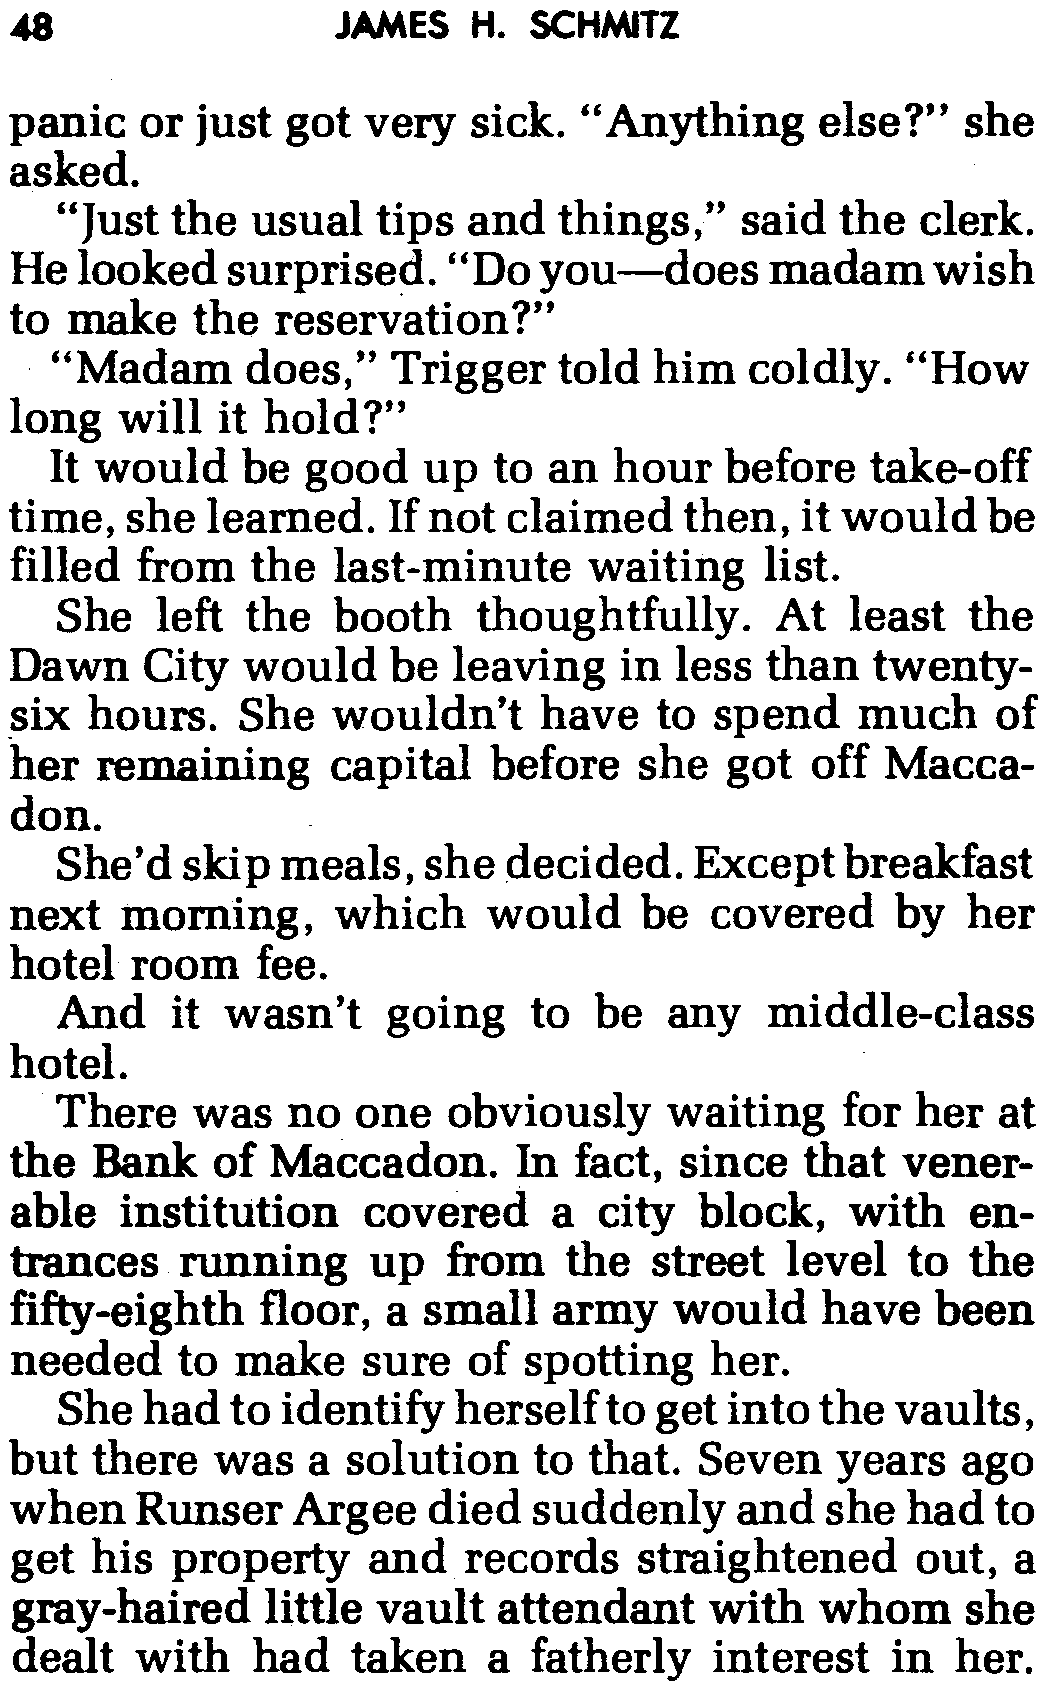 48 JAMES H. SCHMITZ
panic or just got very sick. “Anything else?” she
asked.
“Just the usual tips and things,” said the clerk.
He looked surprised. “Do you—does madam wish
to make the reservation?”
“Madam does,” Trigger told him coldly. “How
long will it hold?”
It would be good up to an hour before take-off
time, she learned. If not claimed then, it would be
filled from the last-minute waiting list.
She left the booth thoughtfully. At least the
Dawn City would be leaving in less than twenty-
six hours. She wouldn’t have to spend much of
her remaining capital before she got off Macca-
don.
She’d skip meals, she decided. Except breakfast
next morning, which would be covered by her
hotel room fee.
And it wasn’t going to be any middle-class
hotel.
There was no one obviously waiting for her at
the Bank of Maccadon. In fact, since that vener-
able institution covered a city block, with en-
trances running up from the street level to the
fifty-eighth floor, a small army would have been
needed to make sure of spotting her.
She had to identify herself to get into the vaults,
but there was a solution to that. Seven years ago
when Runser Argee died suddenly and she had to
get his property and records straightened out, a
gray-haired little vault attendant with whom she
dealt with had taken a fatherly interest in her.